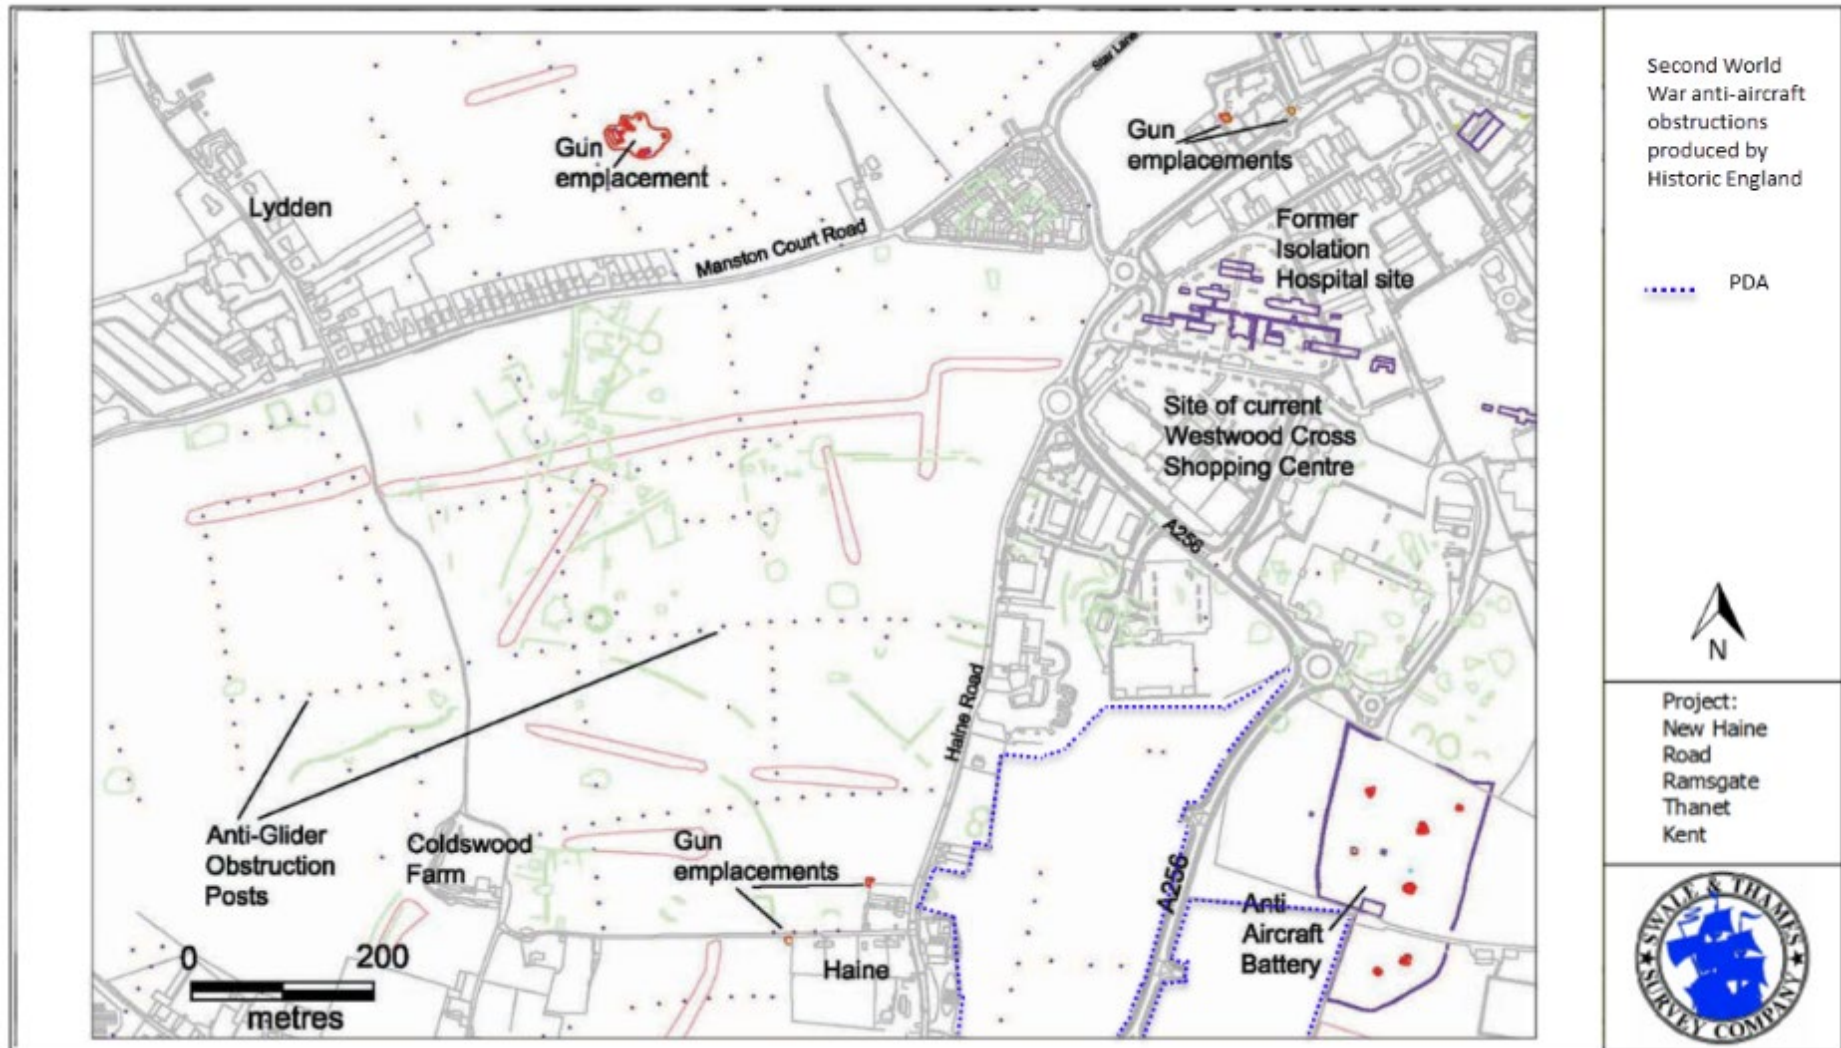 Star Lane
Gun
emplacement
Gun
emplacements
Lydden
Manston Court Road
Former
Isolation
Hospital site
Site of current
Westwood Cross
Shopping Centre
A256
Haine Road
Anti-Glider
Obstruction
Posts
Coldswood
Farm
Gun
emplacements
A256
Anti
Aircraft
Battery
Haine
0 200
metres
Second World
War anti-aircraft
obstructions
produced by
Historic England
PDA
N
Project:
New Haine
Road
Ramsgate
Thanet
Kent
SWALE & THAMES
SURVEY COMPANY